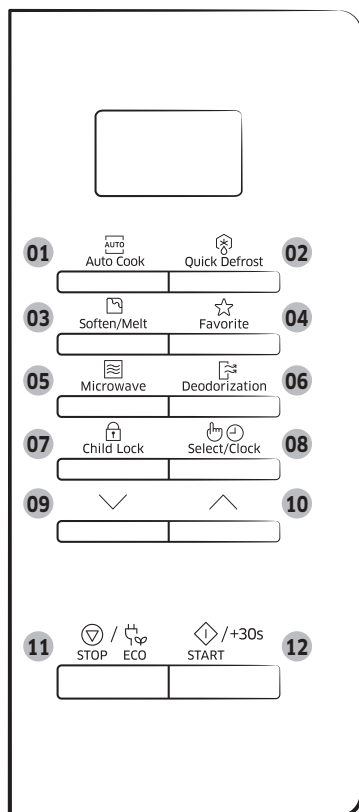 AUTO
01 Auto Cook Quick Defrost 02
03 Soften/Melt Favorite 04
05 Microwave Deodorization 06
07 Child Lock Select/Clock 08
09 10
/ /+30s
11 STOP ECO START 12